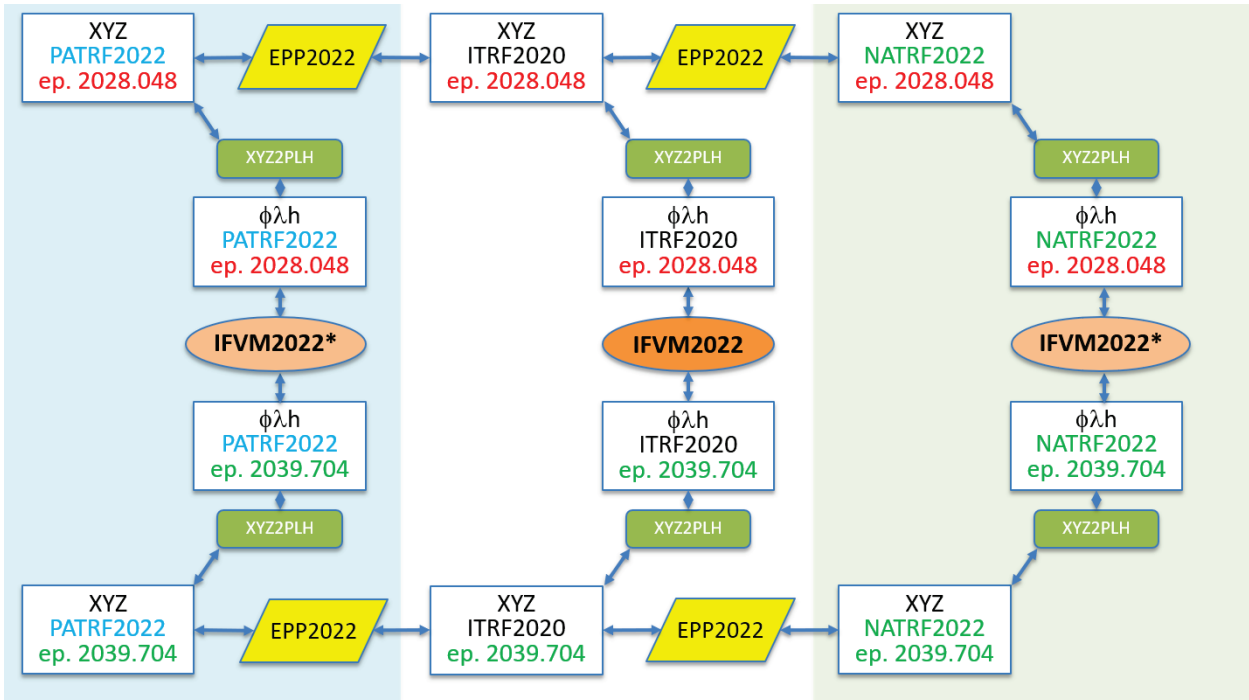 XYZ
PATRF2022
ep. 2028.048
EPP2022
XYZ
ITRF2020
ep. 2028.048
EPP2022
XYZ
NATRF2022
ep. 2028.048
XYZ2PLH
XYZ2PLH
XYZ2PLH
ϕλh
PATRF2022
ep. 2028.048
ϕλh
ITRF2020
ep. 2028.048
ϕλh
NATRF2022
ep. 2028.048
IFVM2022*
IFVM2022
IFVM2022*
ϕλh
PATRF2022
ep. 2039.704
ϕλh
ITRF2020
ep. 2039.704
ϕλh
NATRF2022
ep. 2039.704
XYZ2PLH
XYZ2PLH
XYZ2PLH
XYZ
PATRF2022
ep. 2039.704
EPP2022
XYZ
ITRF2020
ep. 2039.704
EPP2022
XYZ
NATRF2022
ep. 2039.704